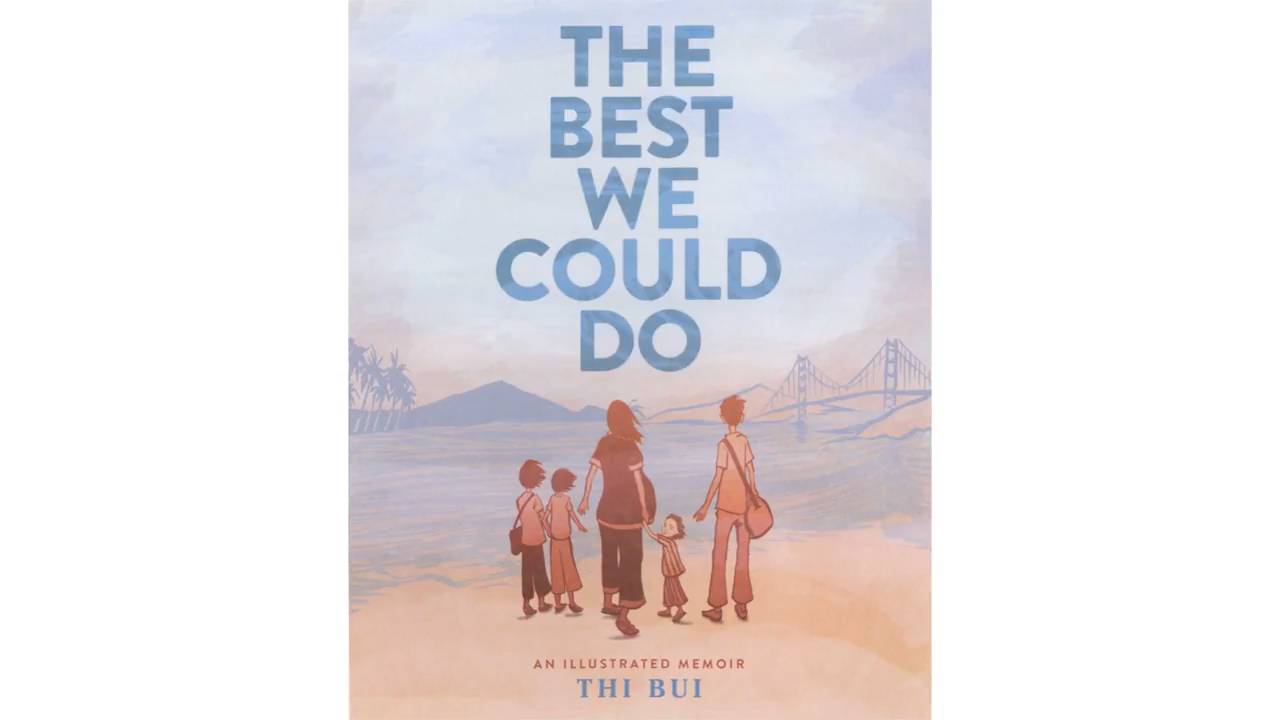 THE
BEST
WE
COULD
DO
AN ILLUSTRATED MEMOIR
THI BUI